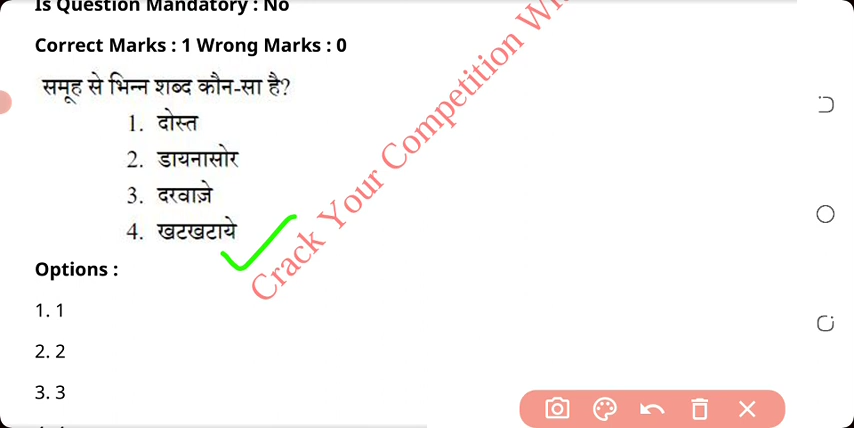 Is Question Mandatory : No
Correct Marks : 1 Wrong Marks : 0
समूह से भिन्न शब्द कौन-सा है?
1. दोस्त
2. डायनासोर
3. दरवाज़े
4. खटखटाये
Crack Your Competition
Options :
1. 1
2. 2
3. 3